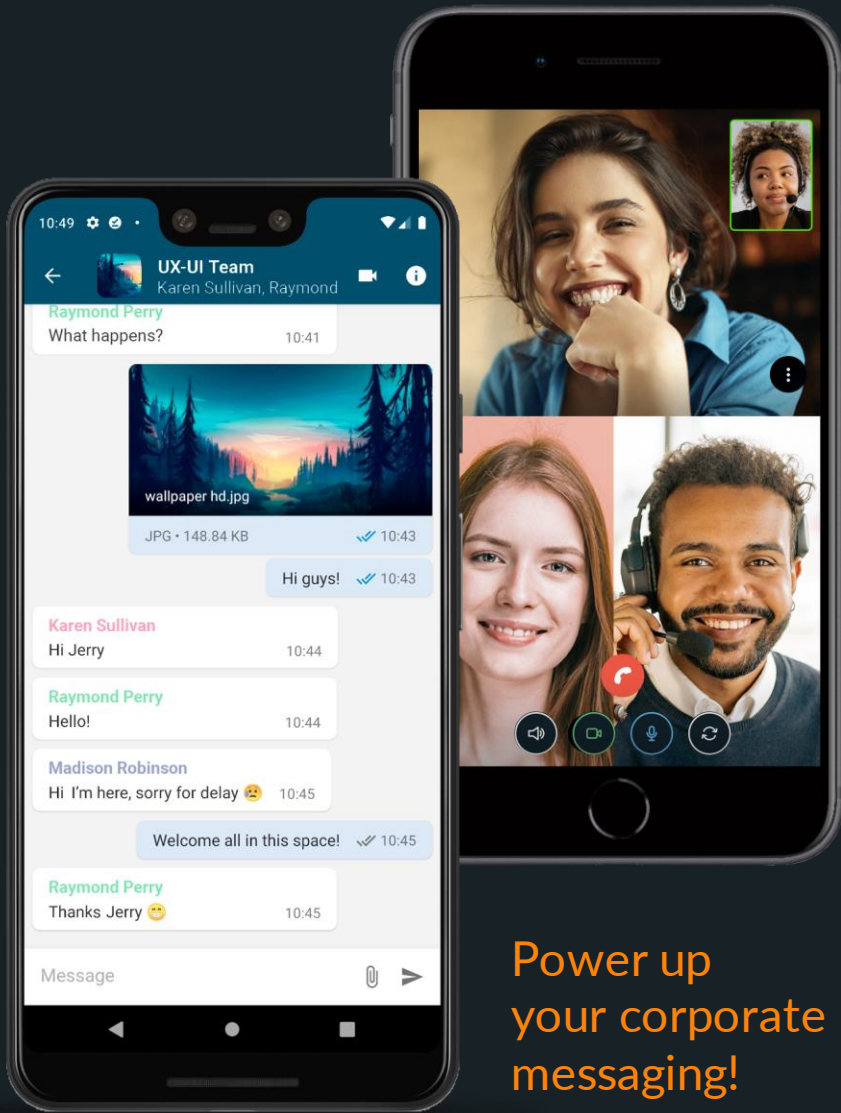 10:49
UX-UI Team
Karen Sullivan, Raymond
Raymond Perry
What happens?
10:41
wallpaper hd.jpg
JPG • 148.84 KB
10:43
Hi guys!
10:43
Karen Sullivan
Hi Jerry
10:44
Raymond Perry
Hello!
10:44
Madison Robinson
Hi I'm here, sorry for delay 😥
10:45
Welcome all in this space!
10:45
Raymond Perry
Thanks Jerry 😁
10:45
Message
Power up
your corporate
messaging!